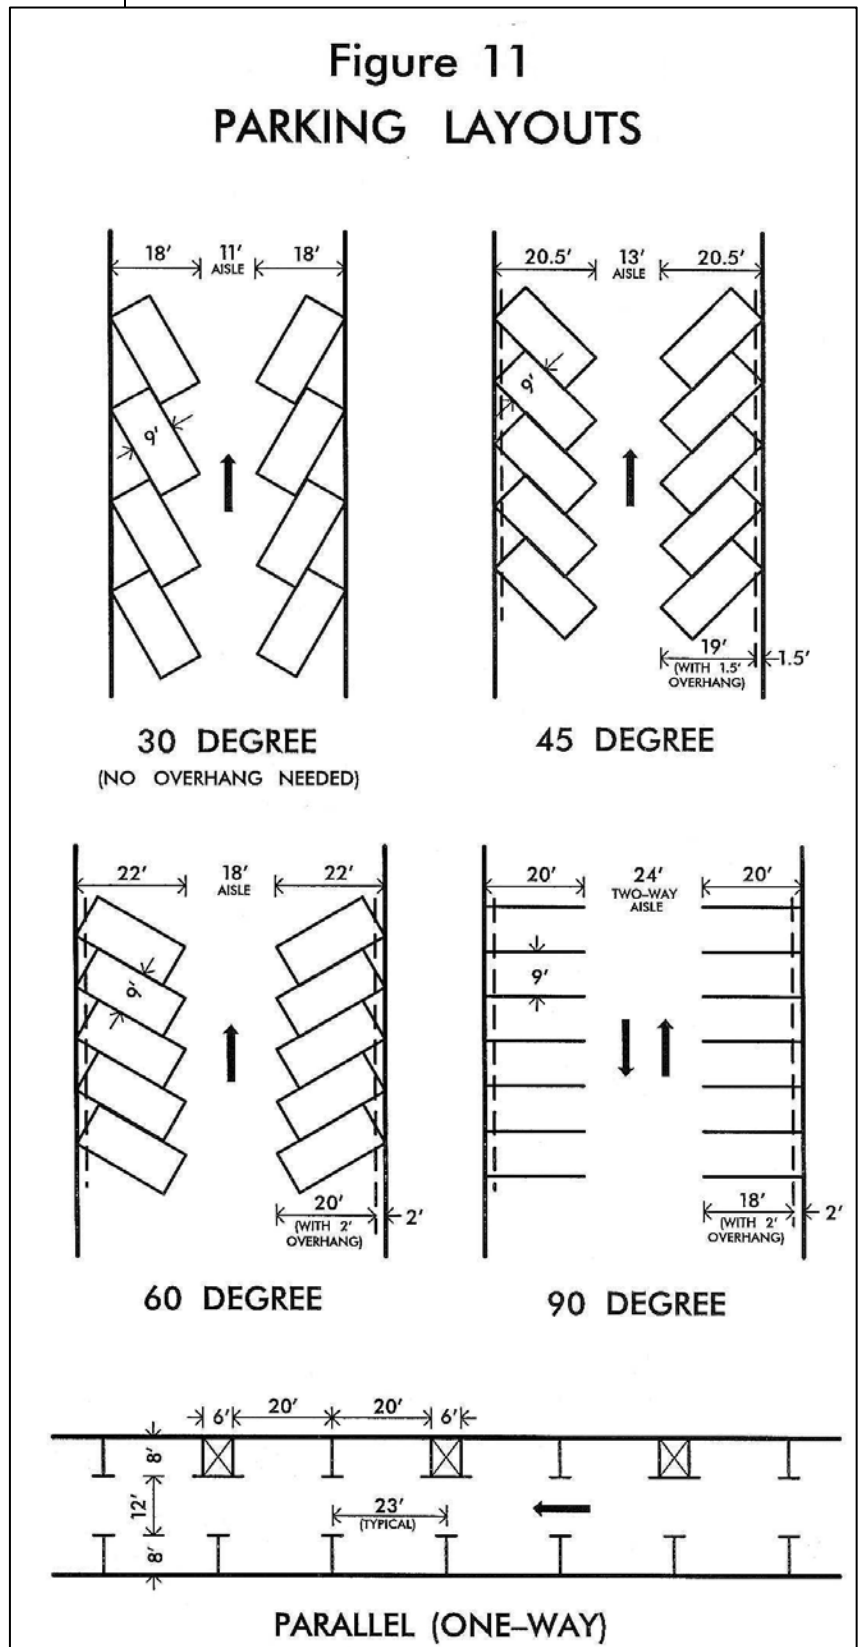 Figure 11
PARKING LAYOUTS
18' 11' 18'
AISLE
9'
30 DEGREE
(NO OVERHANG NEEDED)
20.5' 13' 20.5'
AISLE
9'
19'
(WITH 1.5'
OVERHANG)
1.5'
45 DEGREE
22' 18' 22'
AISLE
9'
20'
(WITH 2'
OVERHANG)
2'
60 DEGREE
20' 24' 20'
TWO–WAY
AISLE
9'
18'
(WITH 2'
OVERHANG)
2'
90 DEGREE
6' 20' 20' 6'
8'
12'
23'
(TYPICAL)
8'
PARALLEL (ONE–WAY)